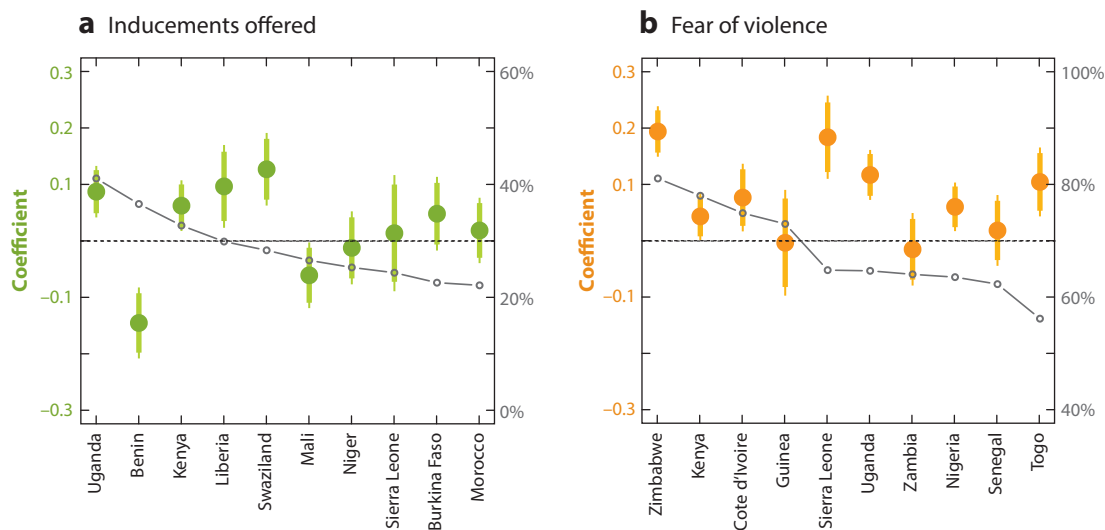 a Inducements offered
Coefficient
0.3
0.2
0.1
–0.1
–0.3
60%
40%
20%
0%
Uganda
Benin
Kenya
Liberia
Swaziland
Mali
Niger
Sierra Leone
Burkina Faso
Morocco
b Fear of violence
Coefficient
0.3
0.2
0.1
–0.1
–0.3
100%
80%
60%
40%
Zimbabwe
Kenya
Cote d'Ivoire
Guinea
Sierra Leone
Uganda
Zambia
Nigeria
Senegal
Togo